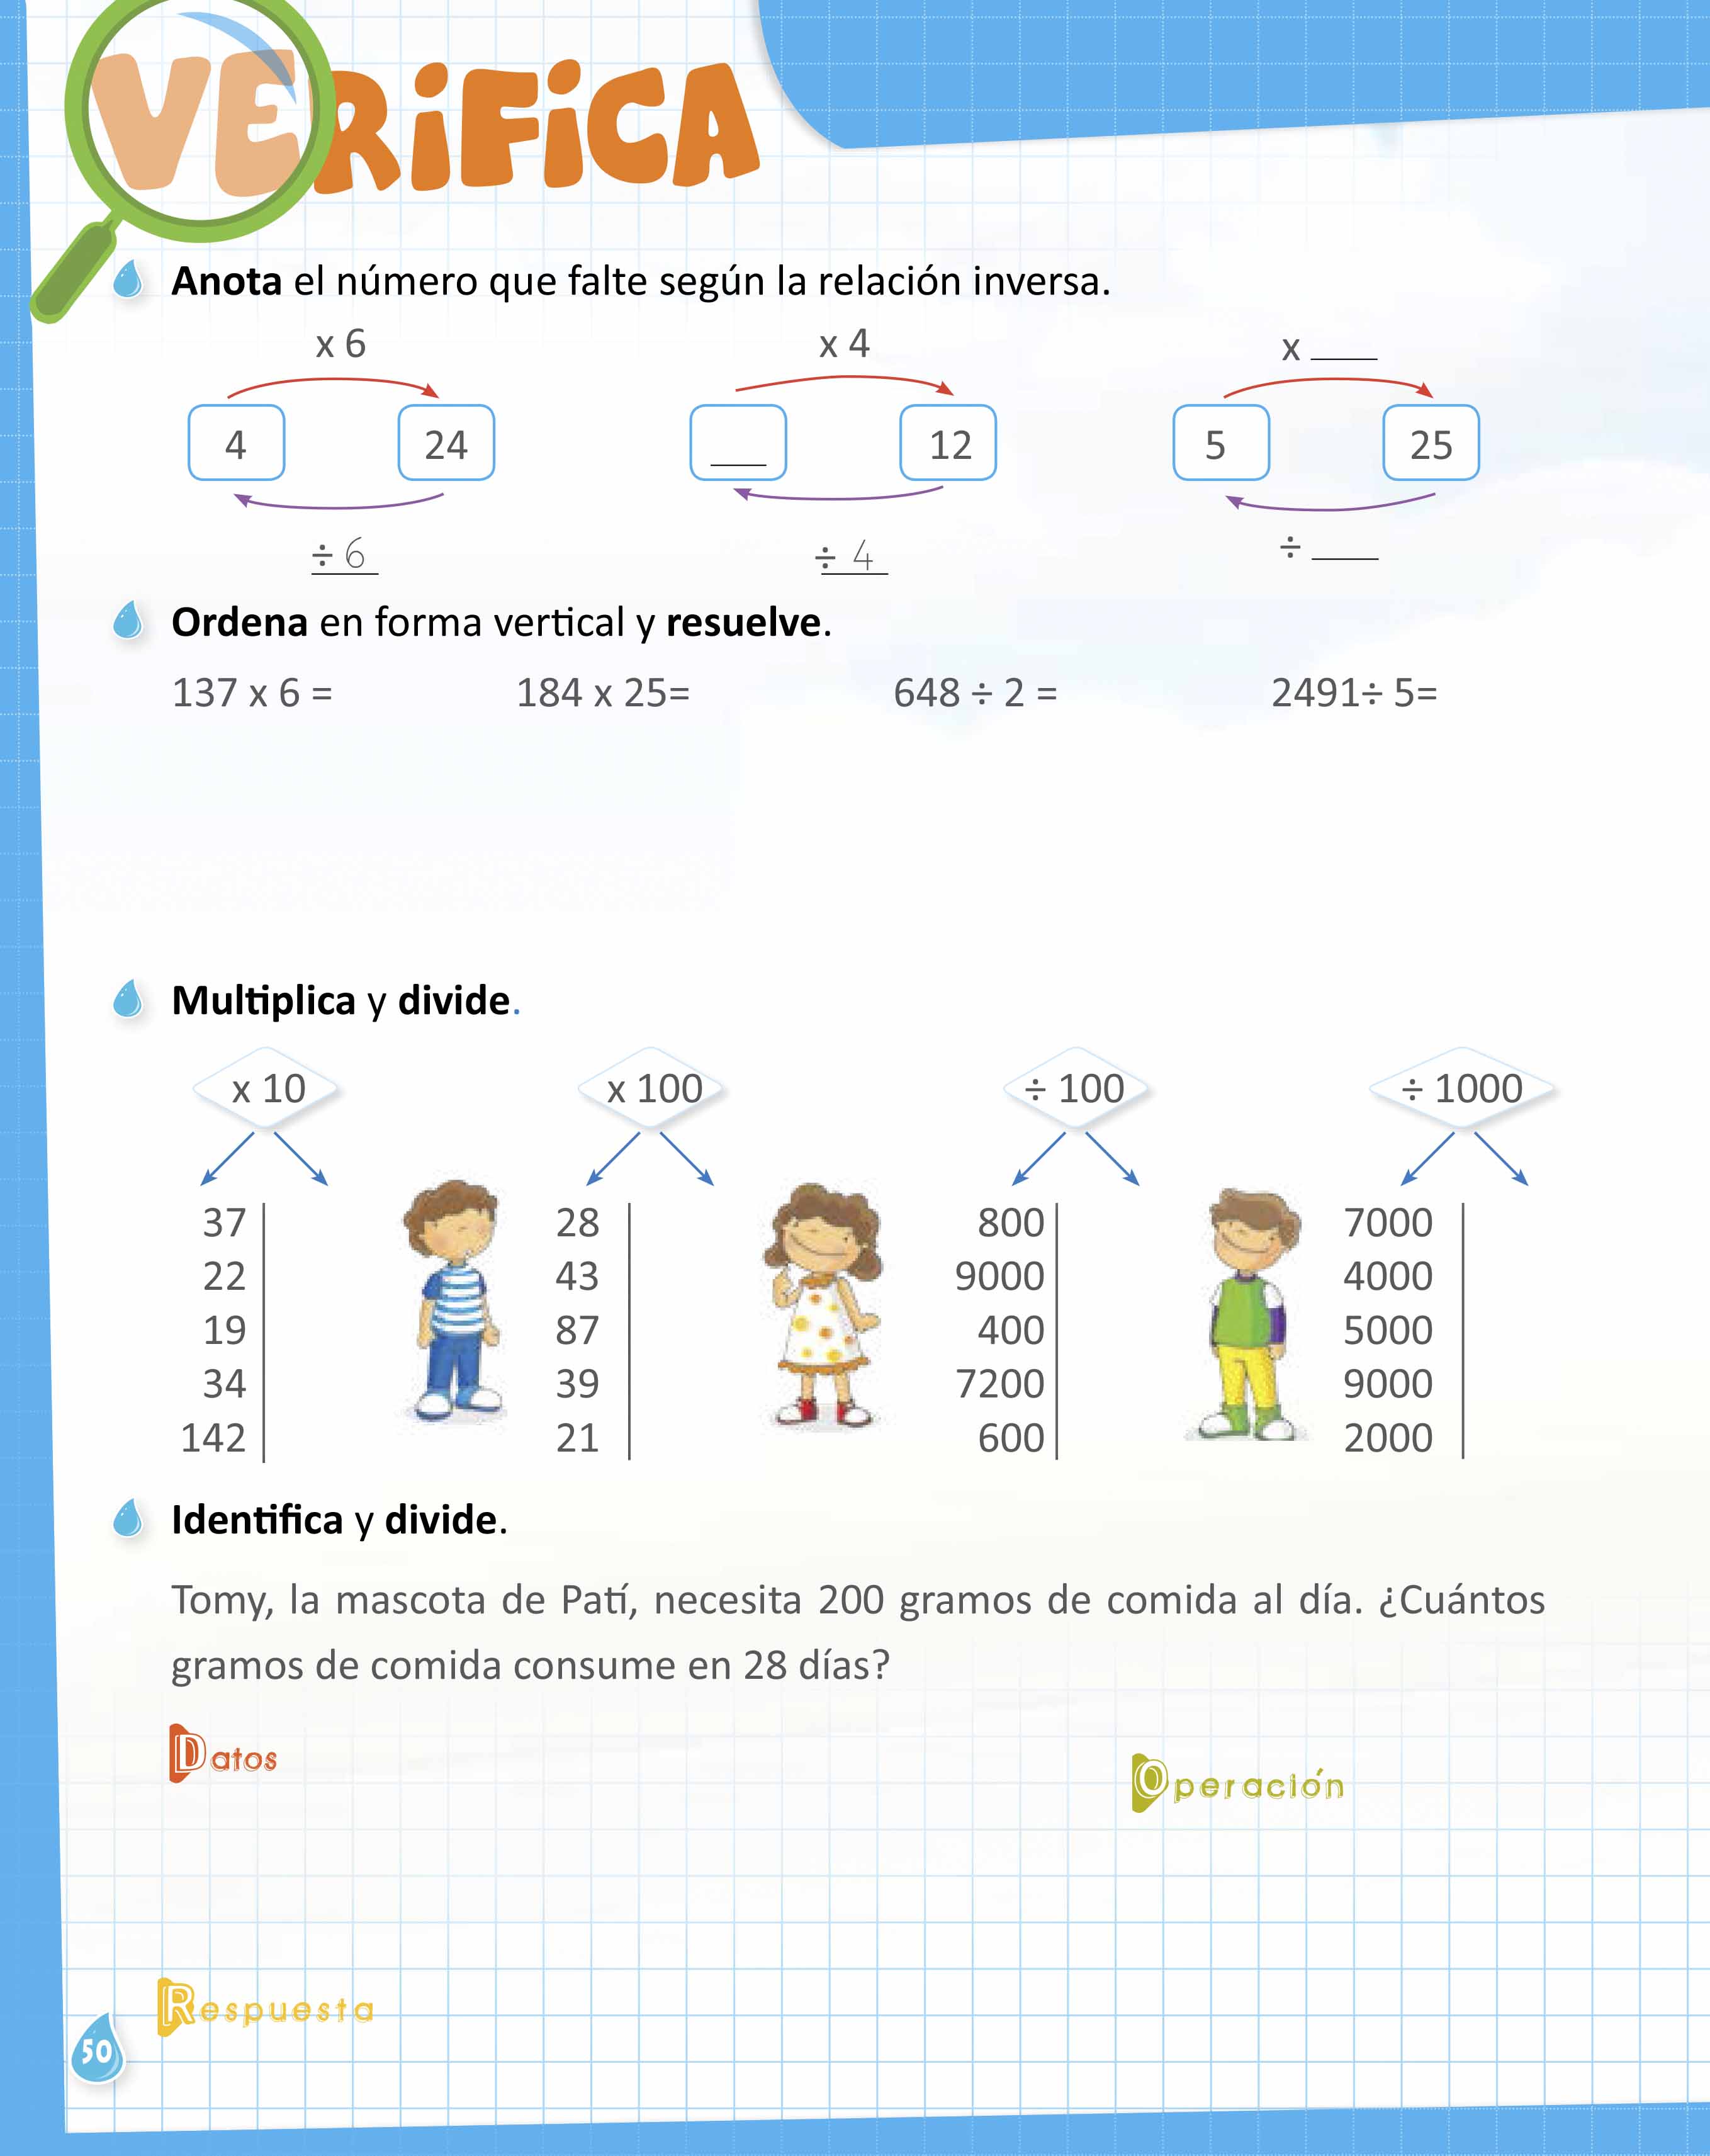 VERIFICA
Anota el número que falte según la relación inversa.
x 6 x 4 x ____
4 24 ____ 12 5 25
÷ 6 ÷ 4 ÷ ____
Ordena en forma vertical y resuelve.
137 x 6 = 184 x 25= 648 ÷ 2 = 2491÷ 5=
Multiplica y divide.
x 10 x 100 ÷ 100 ÷ 1000
37 28 800 7000
22 43 9000 4000
19 87 400 5000
34 39 7200 9000
142 21 600 2000
Identifica y divide.
Tomy, la mascota de Patí, necesita 200 gramos de comida al día. ¿Cuántos
gramos de comida consume en 28 días?
Datos
Operación
Respuesta
50